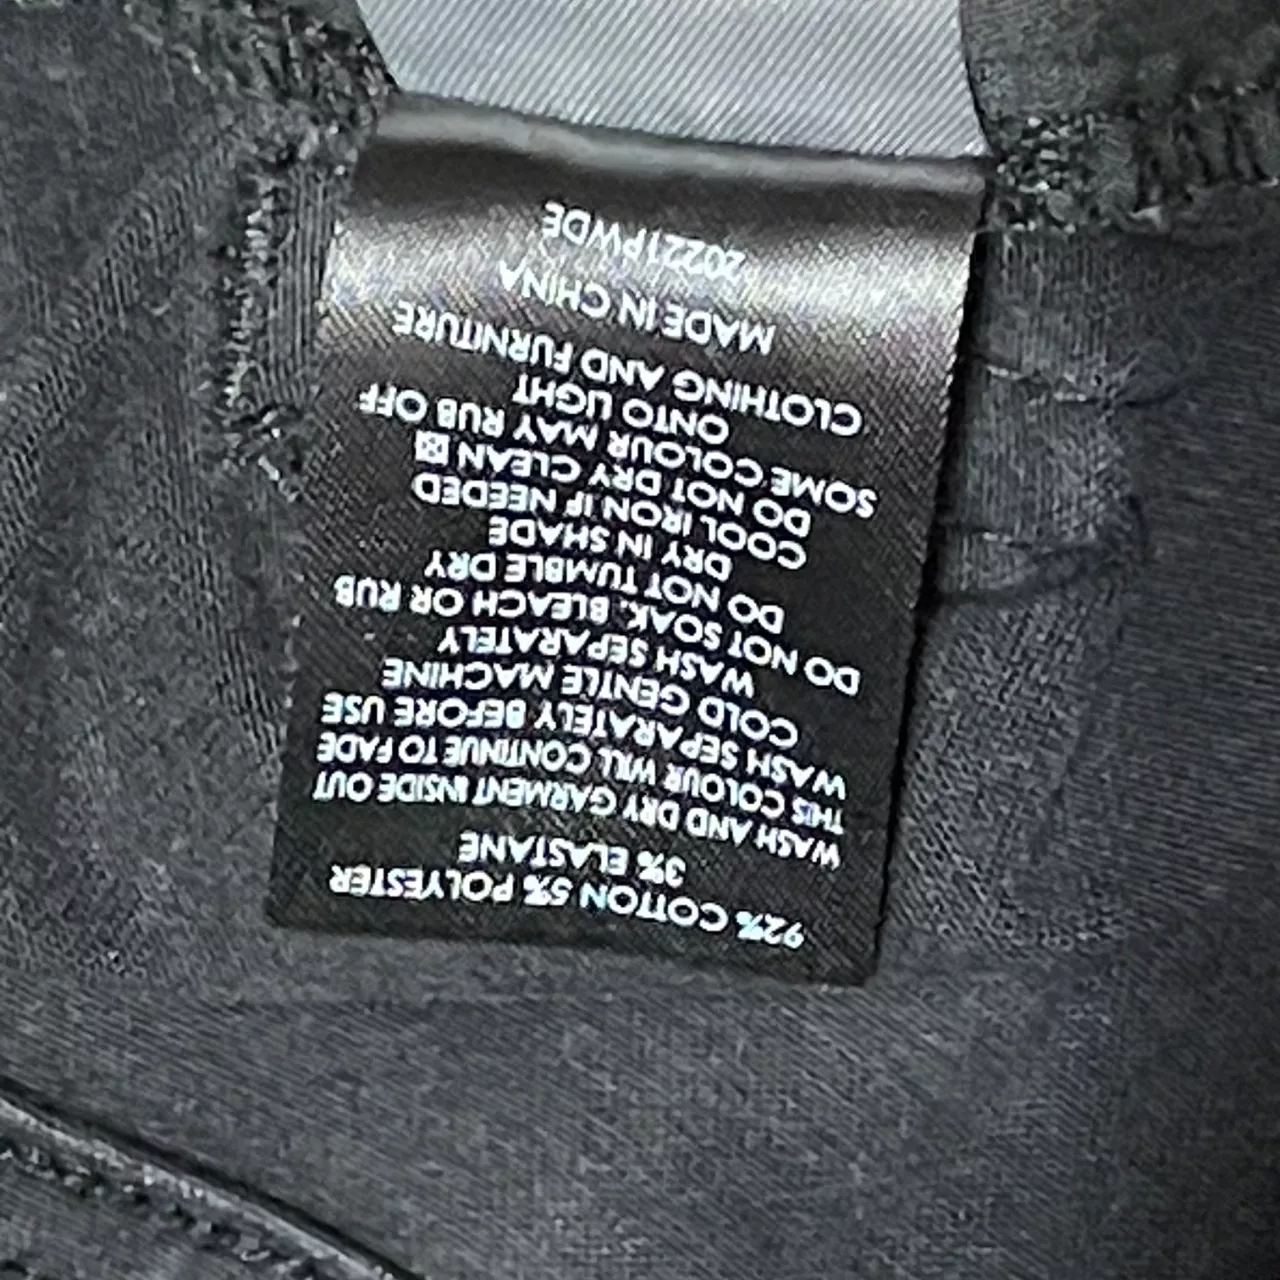 92% COTTON 5% POLYESTER
3% ELASTANE
WASH AND DRY GARMENT INSIDE OUT
THIS COLOUR WILL CONTINUE TO FADE
WASH SEPARATELY BEFORE USE
COLD GENTLE MACHINE
WASH SEPARATELY
DO NOT SOAK, BLEACH OR RUB
DO NOT TUMBLE DRY
DRY IN SHADE
COOL IRON IF NEEDED
DO NOT DRY CLEAN
SOME COLOUR MAY RUB OFF
ONTO LIGHT
CLOTHING AND FURNITURE
MADE IN CHINA
20221PWDE